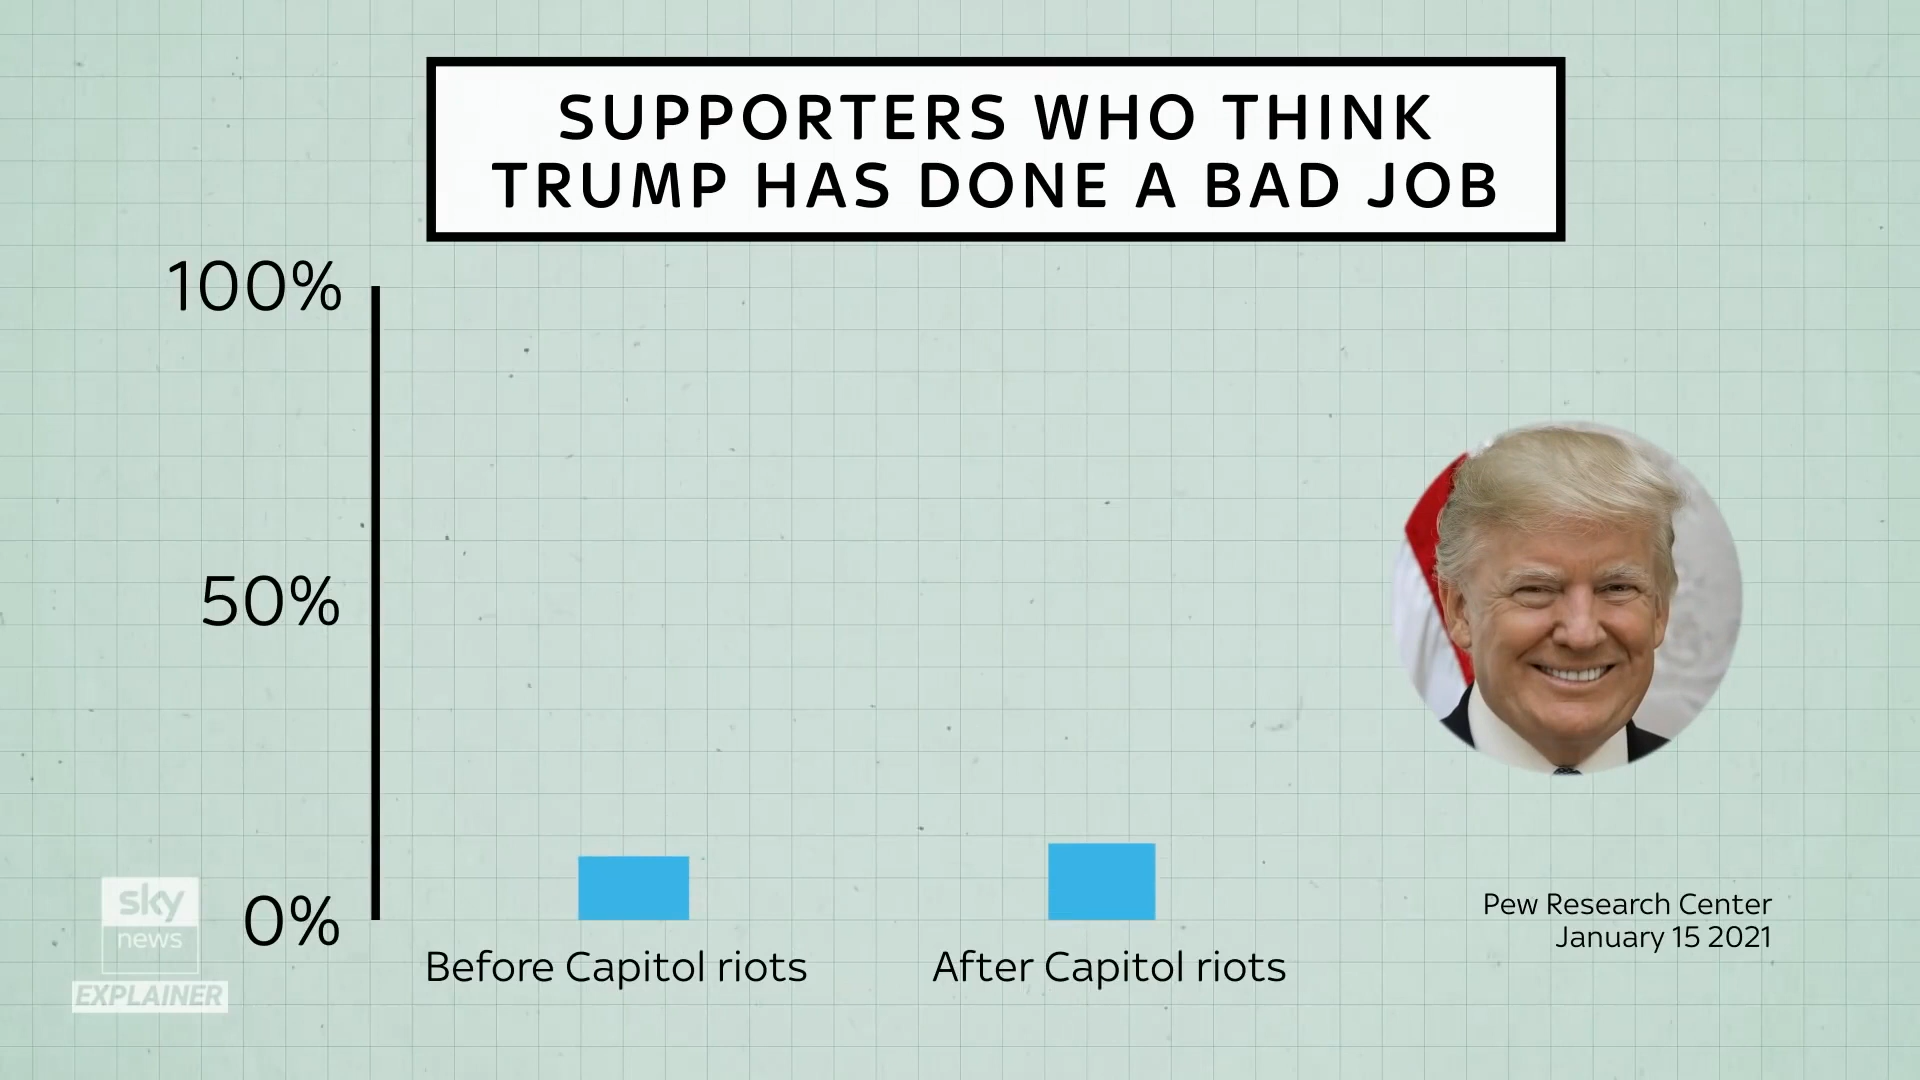 SUPPORTERS WHO THINK
TRUMP HAS DONE A BAD JOB
100%
50%
0%
Before Capitol riots
After Capitol riots
Pew Research Center
January 15 2021
sky
news
EXPLAINER